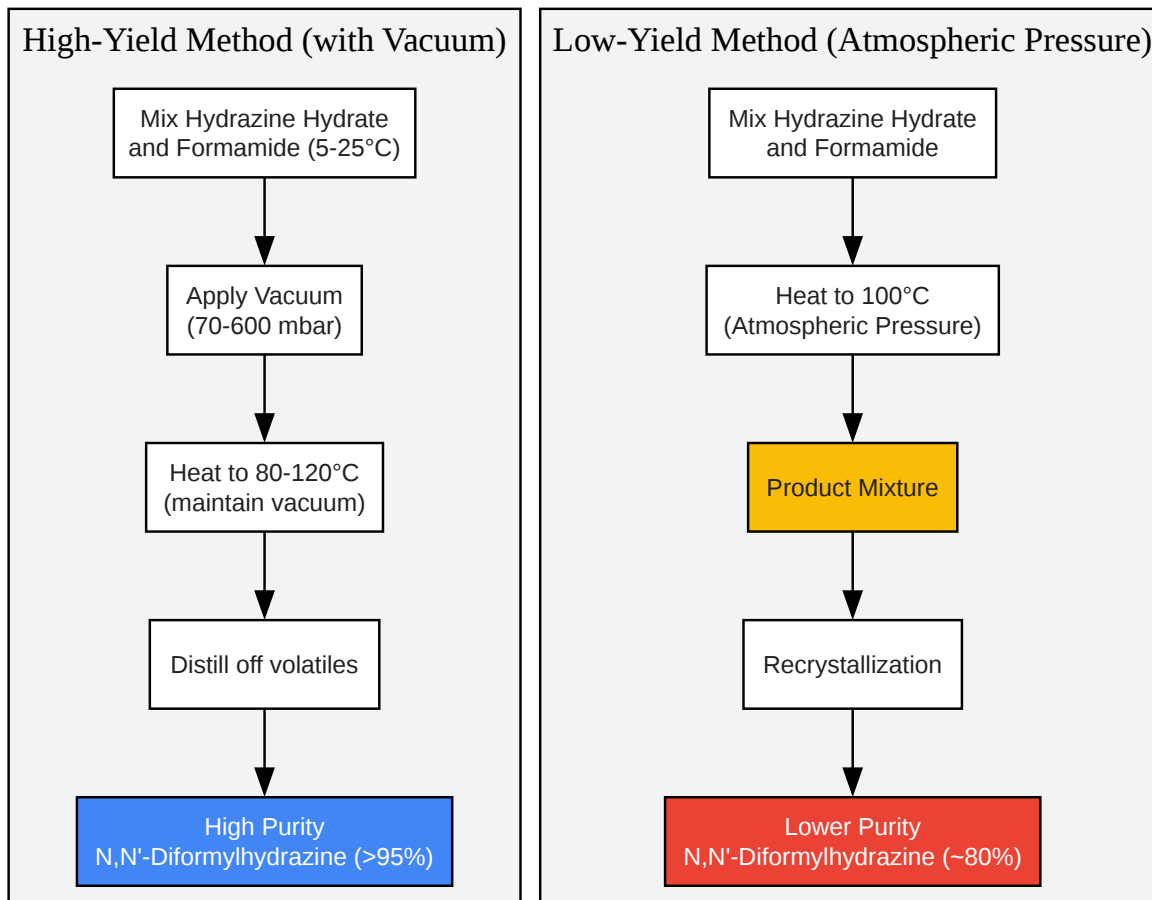 High-Yield Method (with Vacuum)
Mix Hydrazine Hydrate
and Formamide (5-25°C)
Apply Vacuum
(70-600 mbar)
Heat to 80-120°C
(maintain vacuum)
Distill off volatiles
High Purity
N,N'-Diformylhydrazine (>95%)
Low-Yield Method (Atmospheric Pressure)
Mix Hydrazine Hydrate
and Formamide
Heat to 100°C
(Atmospheric Pressure)
Product Mixture
Recrystallization
Lower Purity
N,N'-Diformylhydrazine (~80%)